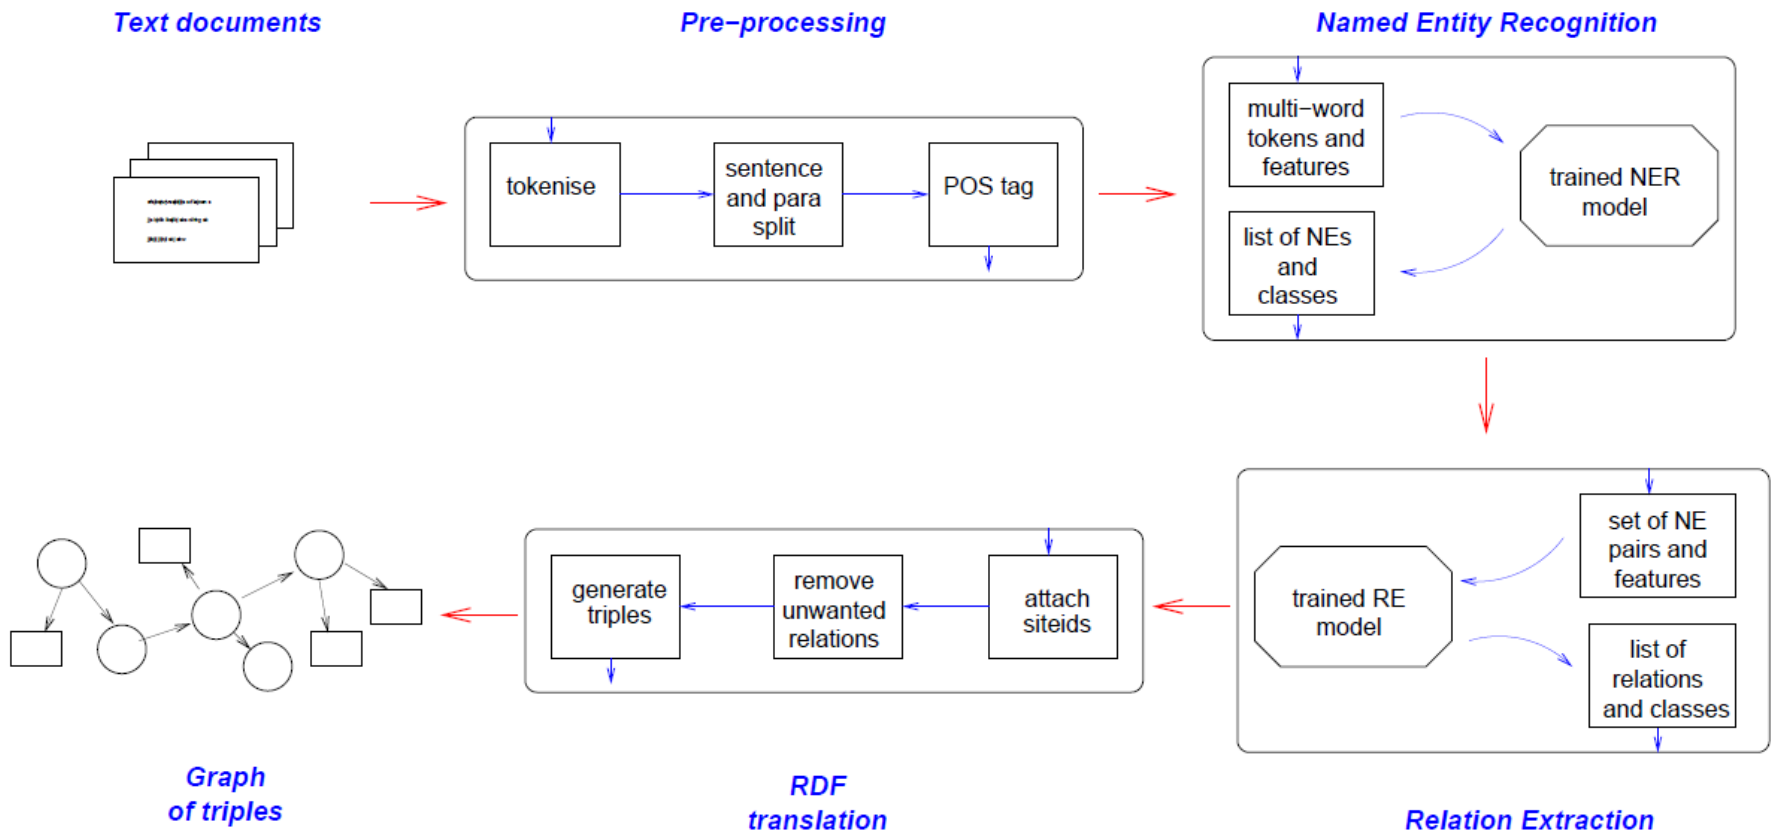 Text documents
Pre−processing
Named Entity Recognition
tokenise
sentence
and para
split
POS tag
multi−word
tokens and
features
list of NEs
and
classes
trained NER
model
set of NE
pairs and
features
trained RE
model
list of
relations
and classes
attach
siteids
remove
unwanted
relations
generate
triples
Graph
of triples
RDF
translation
Relation Extraction